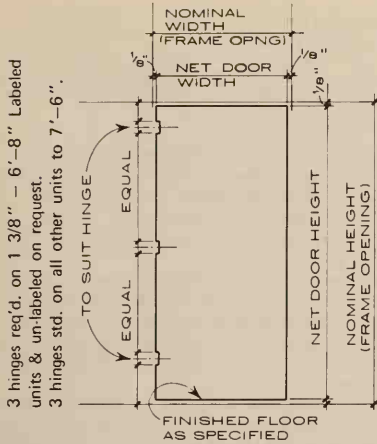 3 hinges req'd. on 1 3/8" – 6'-8" Labeled
units & un-labeled on request.
3 hinges std. on all other units to 7'-6".
NOMINAL
WIDTH
(FRAME OPNG)
1/8"
1/8"
NET DOOR
WIDTH
1/8"
TO SUIT HINGE
EQUAL
EQUAL
NET DOOR HEIGHT
NOMINAL HEIGHT
(FRAME OPENING)
FINISHED FLOOR
AS SPECIFIED